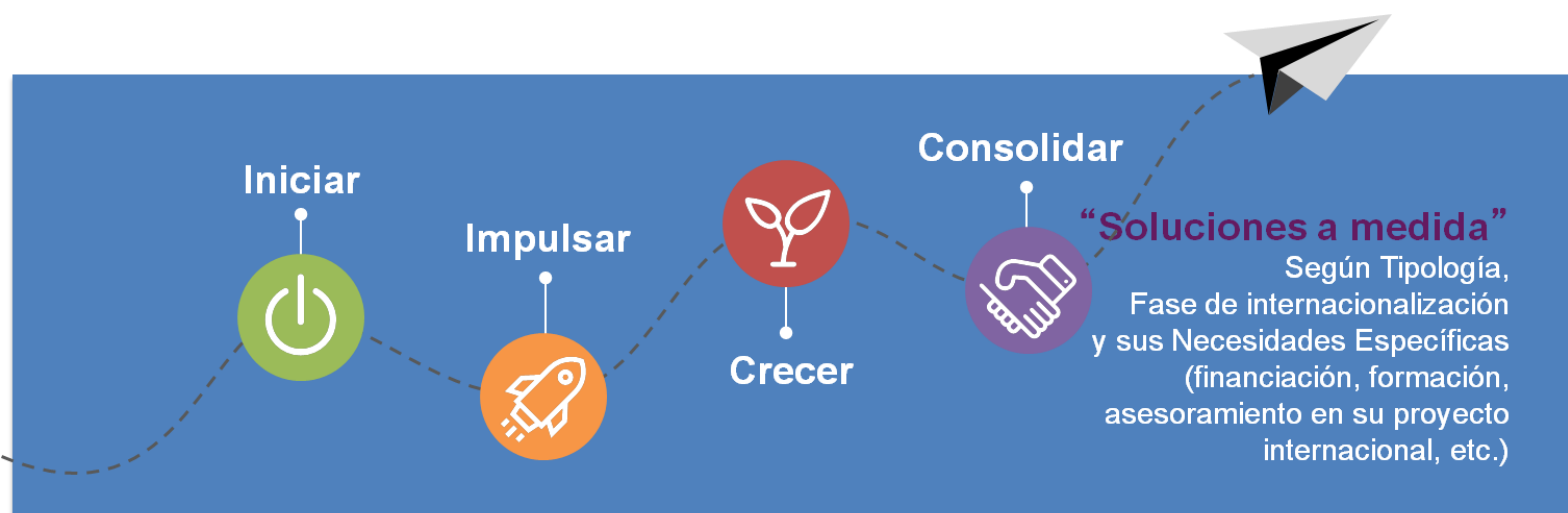 Iniciar
Impulsar
Crecer
Consolidar
“Soluciones a medida”
Según Tipología,
Fase de internacionalización
y sus Necesidades Específicas
(financiación, formación,
asesoramiento en su proyecto
internacional, etc.)